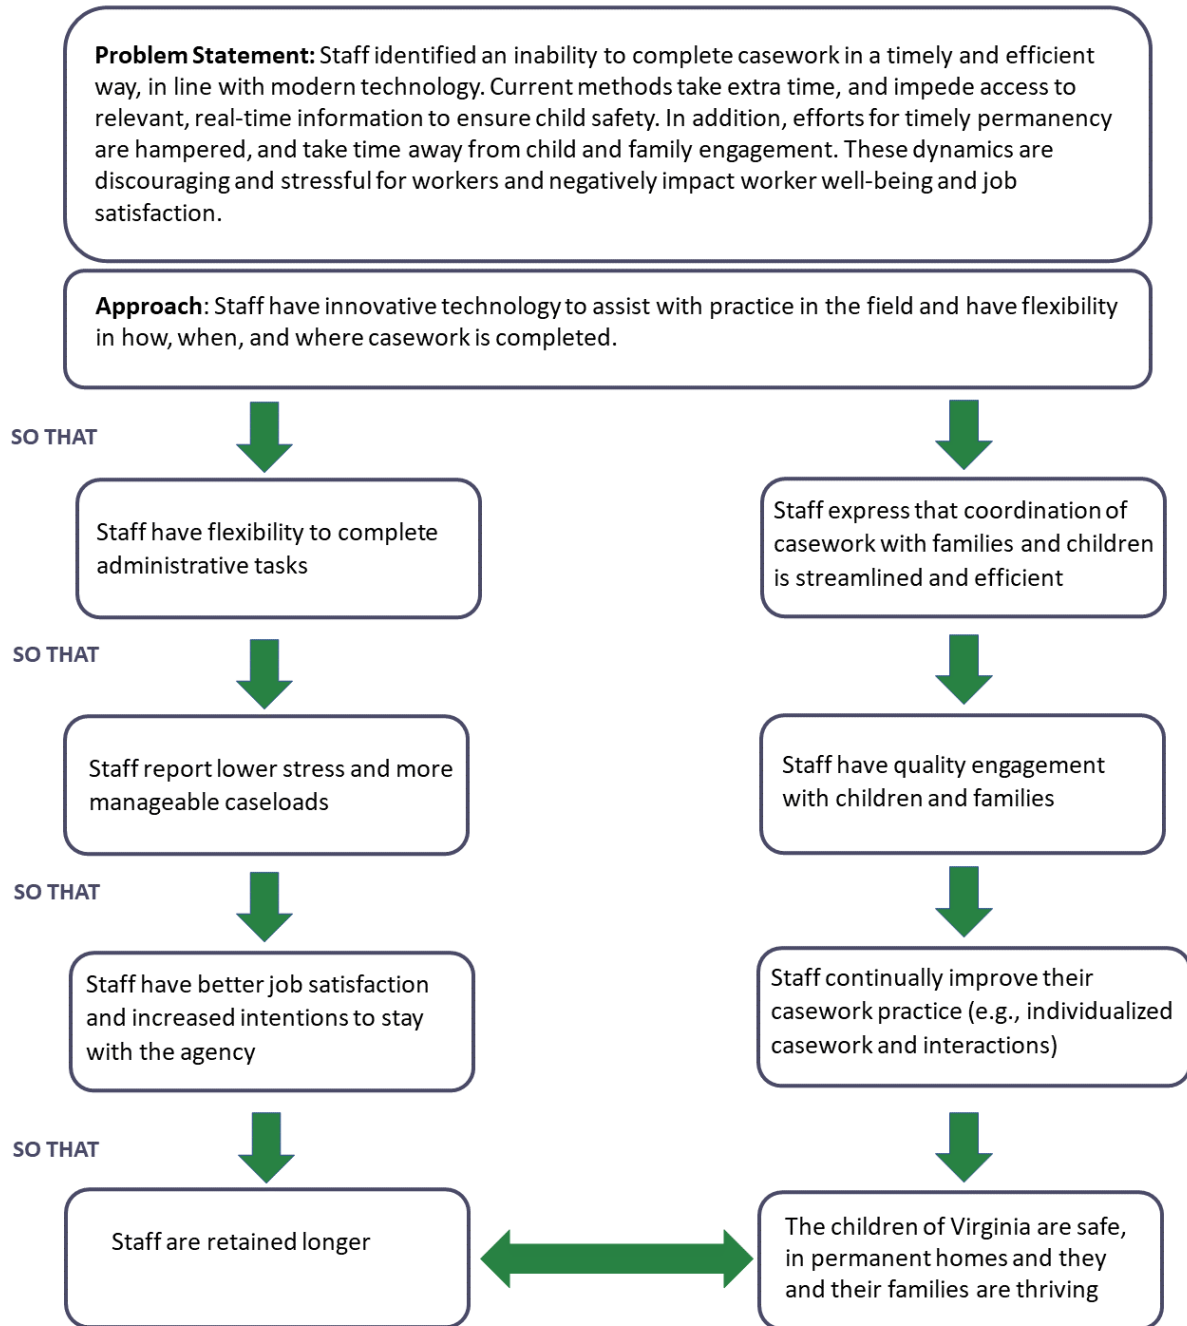 Problem Statement: Staff identified an inability to complete casework in a timely and efficient
way, in line with modern technology. Current methods take extra time, and impede access to
relevant, real-time information to ensure child safety. In addition, efforts for timely permanency
are hampered, and take time away from child and family engagement. These dynamics are
discouraging and stressful for workers and negatively impact worker well-being and job
satisfaction.
Approach: Staff have innovative technology to assist with practice in the field and have flexibility
in how, when, and where casework is completed.
SO THAT
Staff have flexibility to complete
administrative tasks
Staff express that coordination of
casework with families and children
is streamlined and efficient
SO THAT
Staff report lower stress and more
manageable caseloads
Staff have quality engagement
with children and families
SO THAT
Staff have better job satisfaction
and increased intentions to stay
with the agency
Staff continually improve their
casework practice (e.g., individualized
casework and interactions)
SO THAT
Staff are retained longer
The children of Virginia are safe,
in permanent homes and they
and their families are thriving